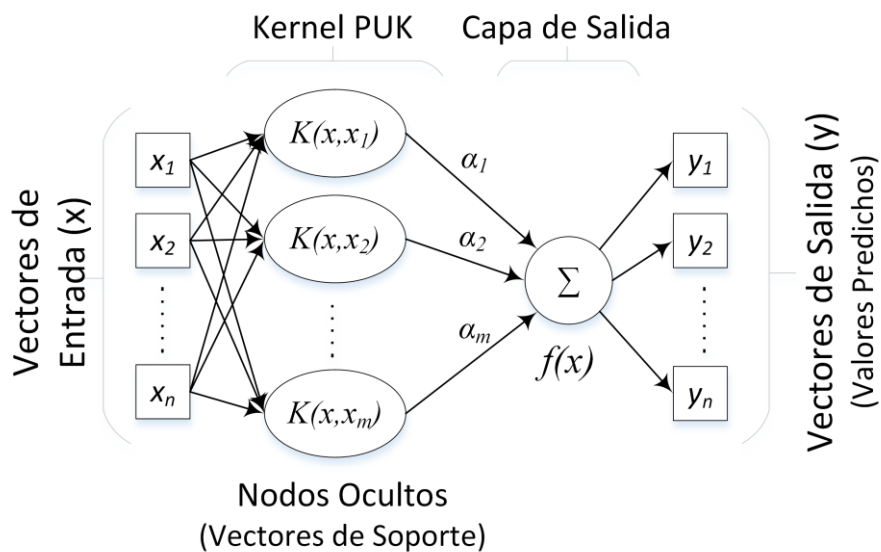 Kernel PUK
Capa de Salida
Vectores de
Entrada (x)
x1
x2
xn
K(x,x1)
K(x,x2)
K(x,xm)
α1
α2
αm
Σ
f(x)
y1
y2
yn
Vectores de Salida (y)
(Valores Predichos)
Nodos Ocultos
(Vectores de Soporte)